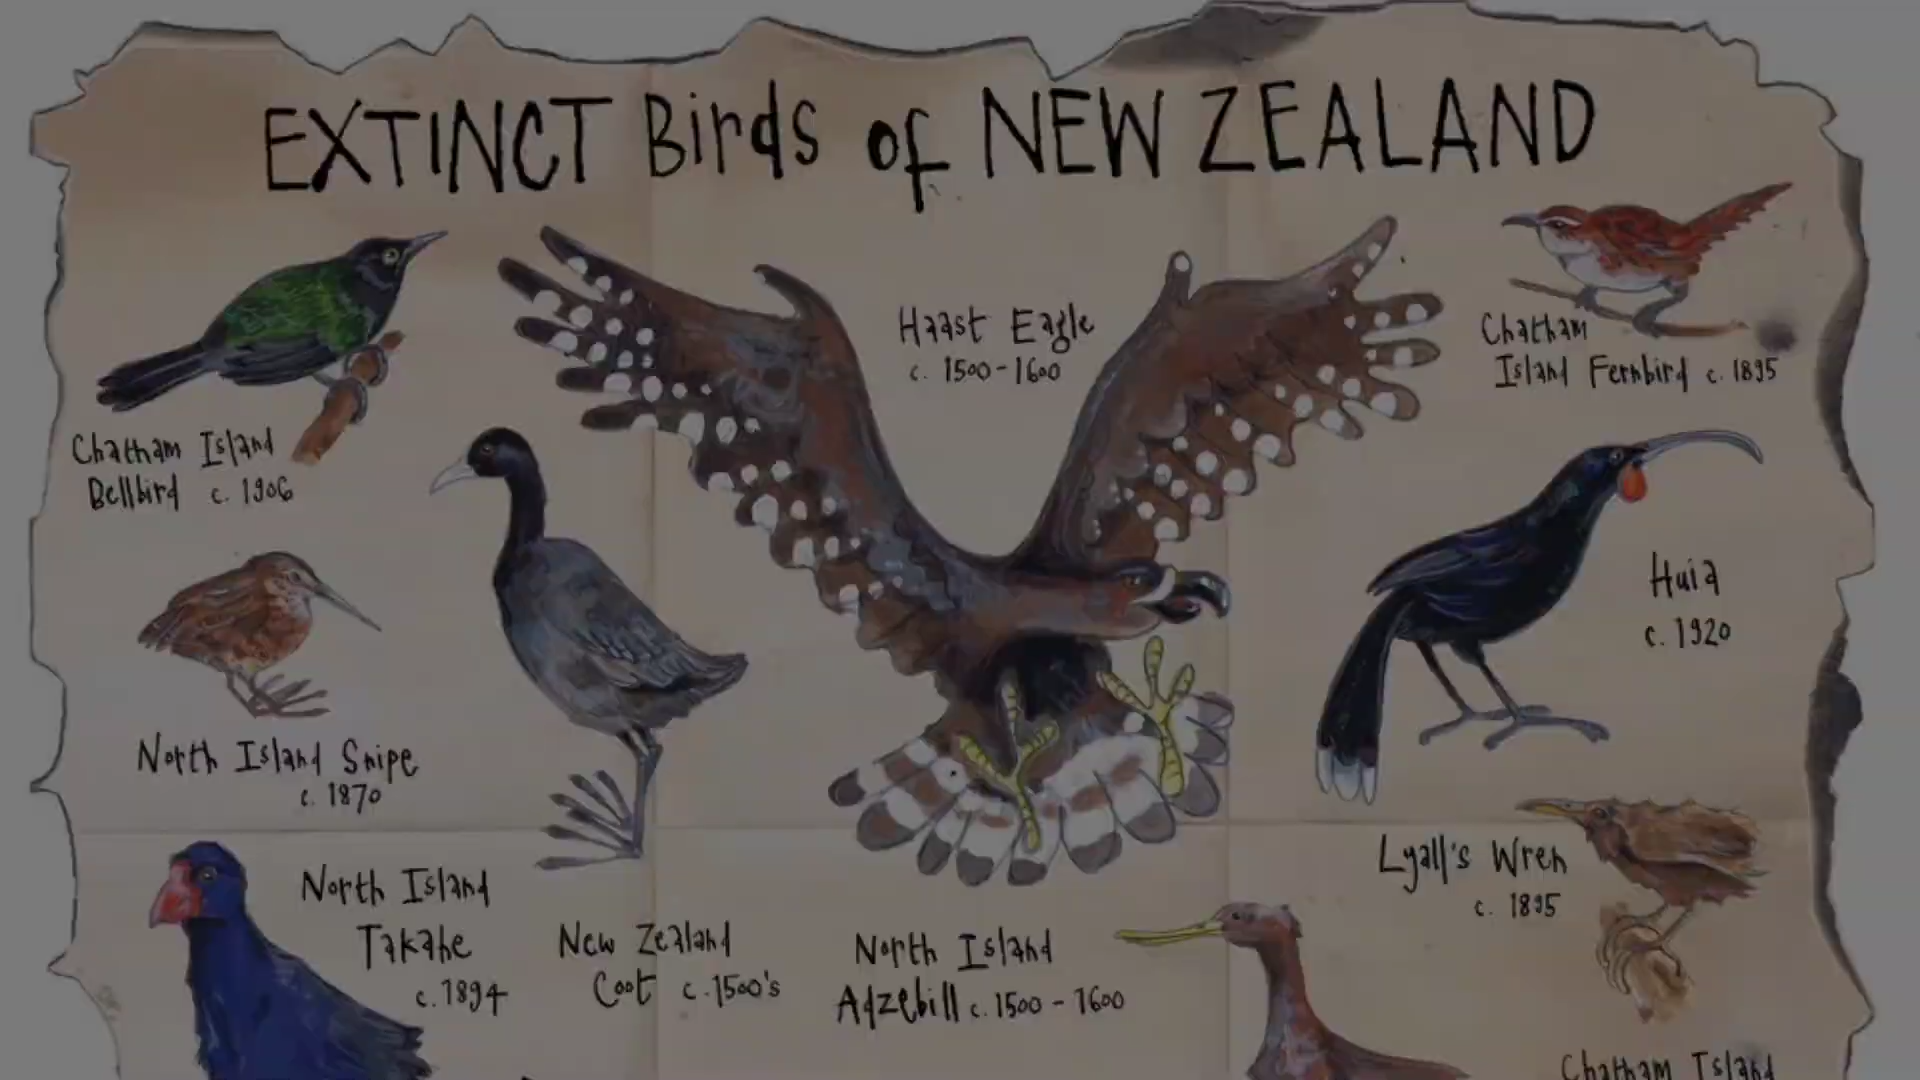 EXTINCT Birds of NEW ZEALAND
Haast Eagle
c. 1500-1600
Chatham
Island Fernbird c. 1895
Chatham Island
Bellbird c. 1906
Huia
c. 1920
North Island Snipe
c. 1870
Lyall's Wren
c. 1895
North Island
Takahe
c. 1894
New Zealand
Coot c. 1500's
North Island
Adzebill c. 1500 - 1600
Chatham Island